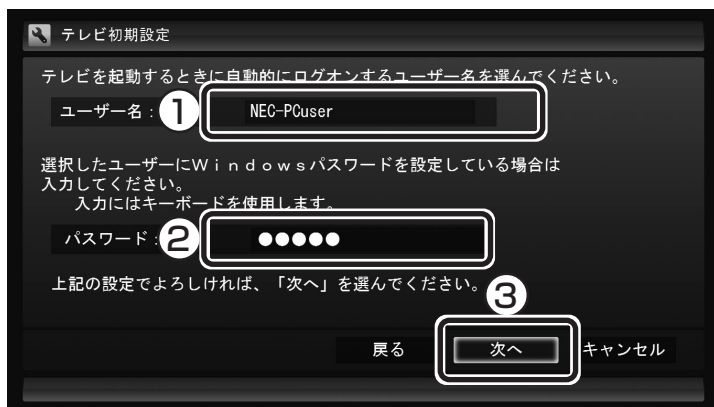 テレビ初期設定
テレビを起動するときに自動的にログオンするユーザー名を選んでください。
ユーザー名： ① NEC-PCuser
選択したユーザーにＷｉｎｄｏｗｓパスワードを設定している場合は
入力してください。
入力にはキーボードを使用します。
パスワード： ② ●●●●●
上記の設定でよろしければ、「次へ」を選んでください。
③
戻る 次へ キャンセル